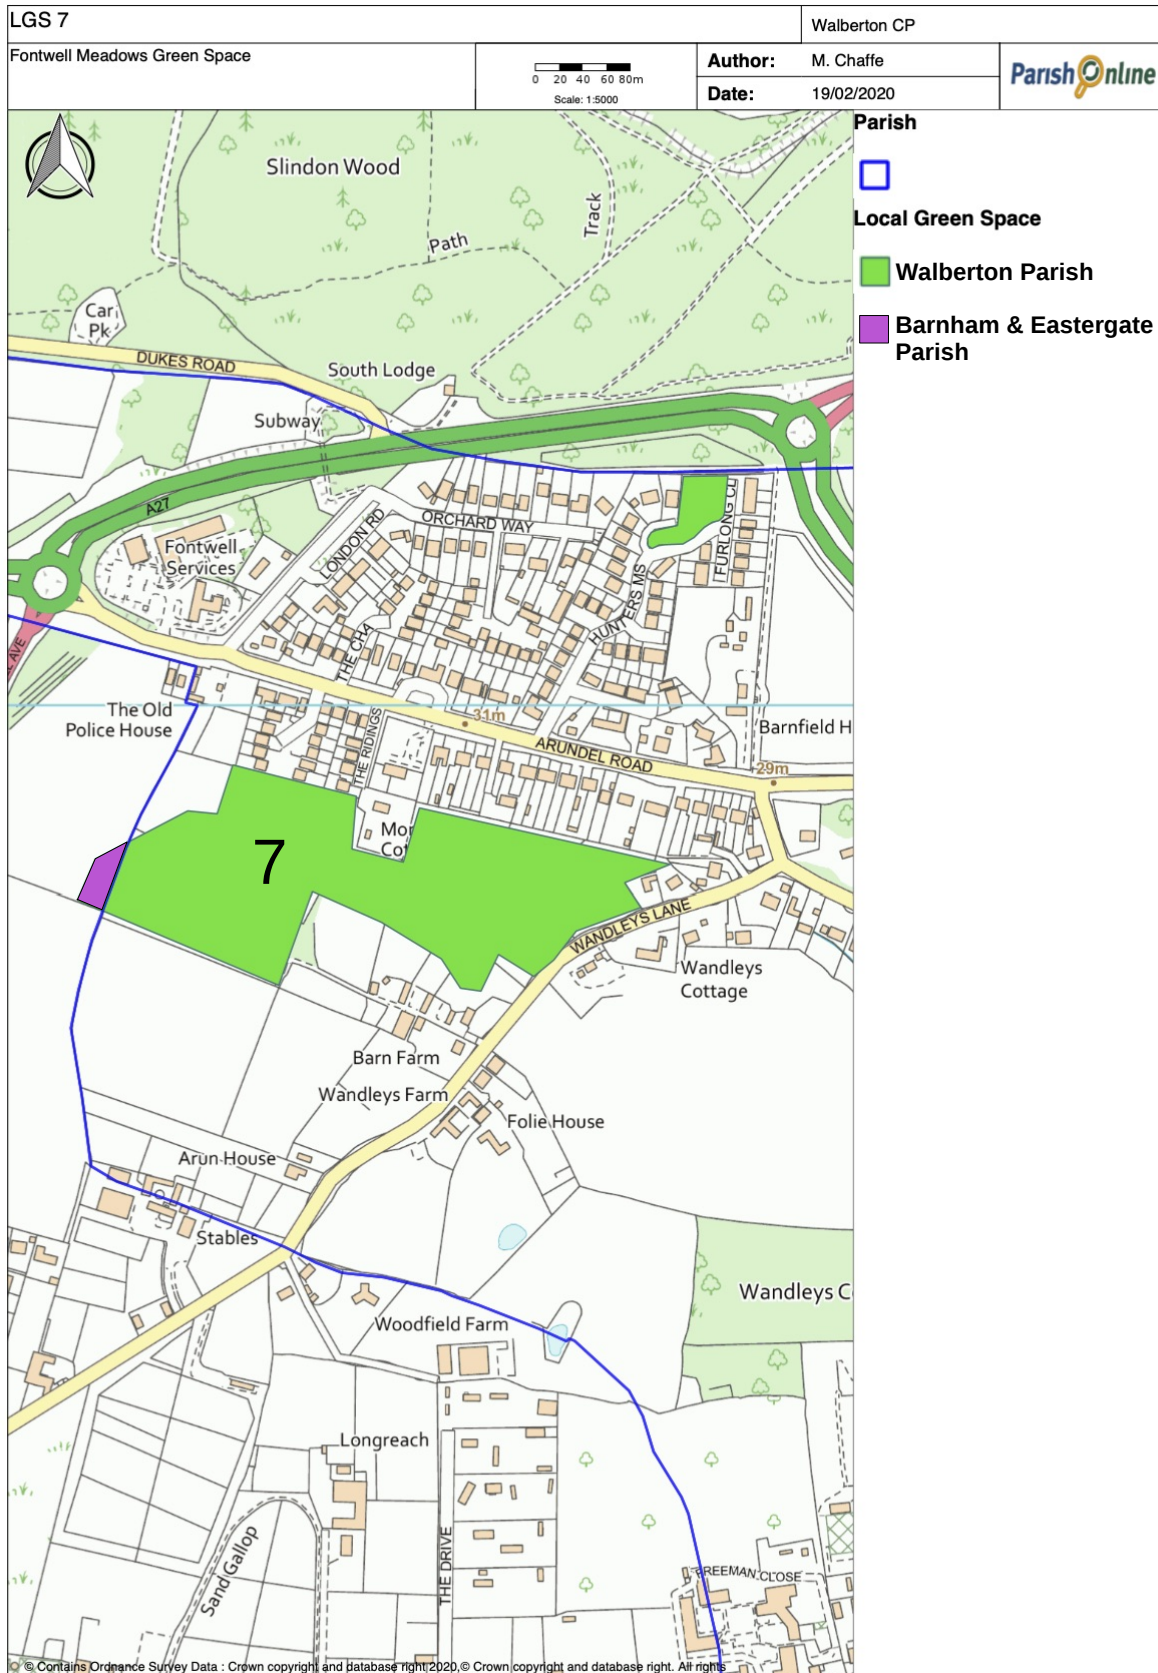 LGS 7
Walberton CP
Fontwell Meadows Green Space
0 20 40 60 80m
Scale: 1:5000
Author: M. Chaffe
Date: 19/02/2020
Parish Online
Parish
Local Green Space
Walberton Parish
Barnham & Eastergate
Parish
Slindon Wood
Track
Path
Car
Pk
DUKES ROAD
South Lodge
Subway
A27
ORCHARD WAY
LONDON RD
FURLONG CL
Fontwell
Services
HUNTERS MS
THE CHA
L AVE
The Old
Police House
31m
THE RIDINGS
Barnfield H
ARUNDEL ROAD
29m
Mor
Cot
7
WANDLEYS LANE
Wandleys
Cottage
Barn Farm
Wandleys Farm
Folie House
Arun House
Stables
Wandleys C
Woodfield Farm
Longreach
Sand Gallop
THE DRIVE
FREEMAN CLOSE
© Contains Ordnance Survey Data : Crown copyright and database right 2020,© Crown copyright and database right. All rights